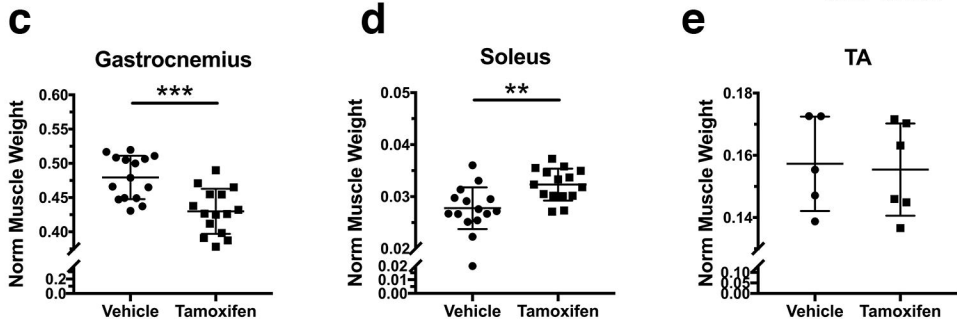 c
Gastrocnemius
***
Norm Muscle Weight
0.60
0.55
0.50
0.45
0.40
0.2
0.0
Vehicle Tamoxifen
d
Soleus
**
Norm Muscle Weight
0.05
0.04
0.03
0.02
0.02
0.01
0.00
Vehicle Tamoxifen
e
TA
Norm Muscle Weight
0.18
0.16
0.14
0.10
0.05
0.00
Vehicle Tamoxifen